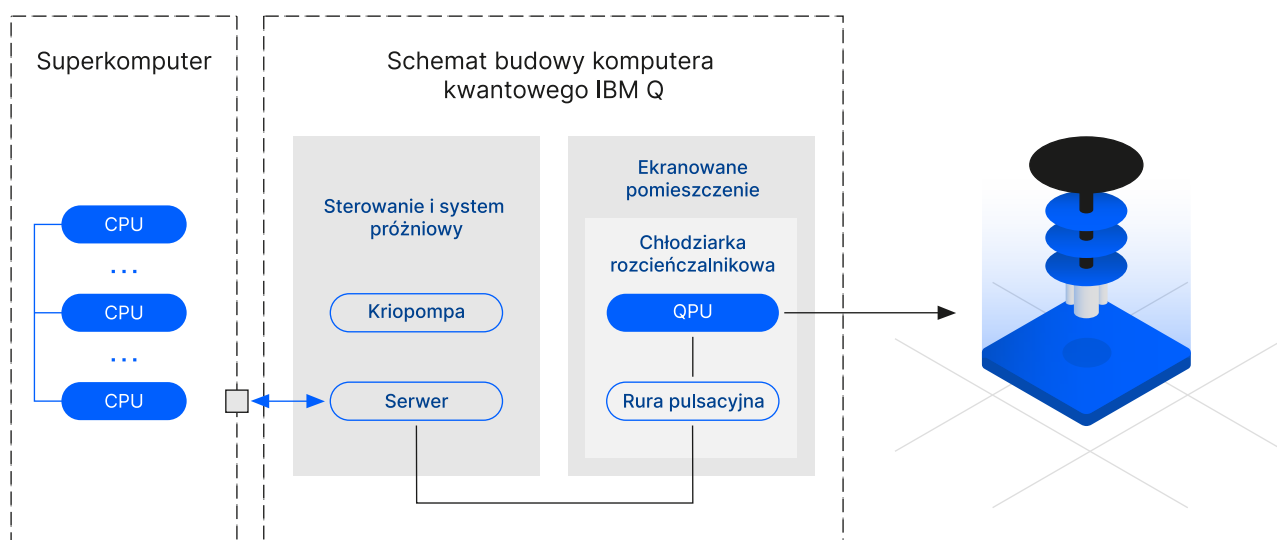 Superkomputer
CPU
...
CPU
...
CPU
Schemat budowy komputera
kwantowego IBM Q
Sterowanie i system
próżniowy
Kriopompa
Serwer
Ekranowane
pomieszczenie
Chłodziarka
rozcieńczalnikowa
QPU
Rura pulsacyjna